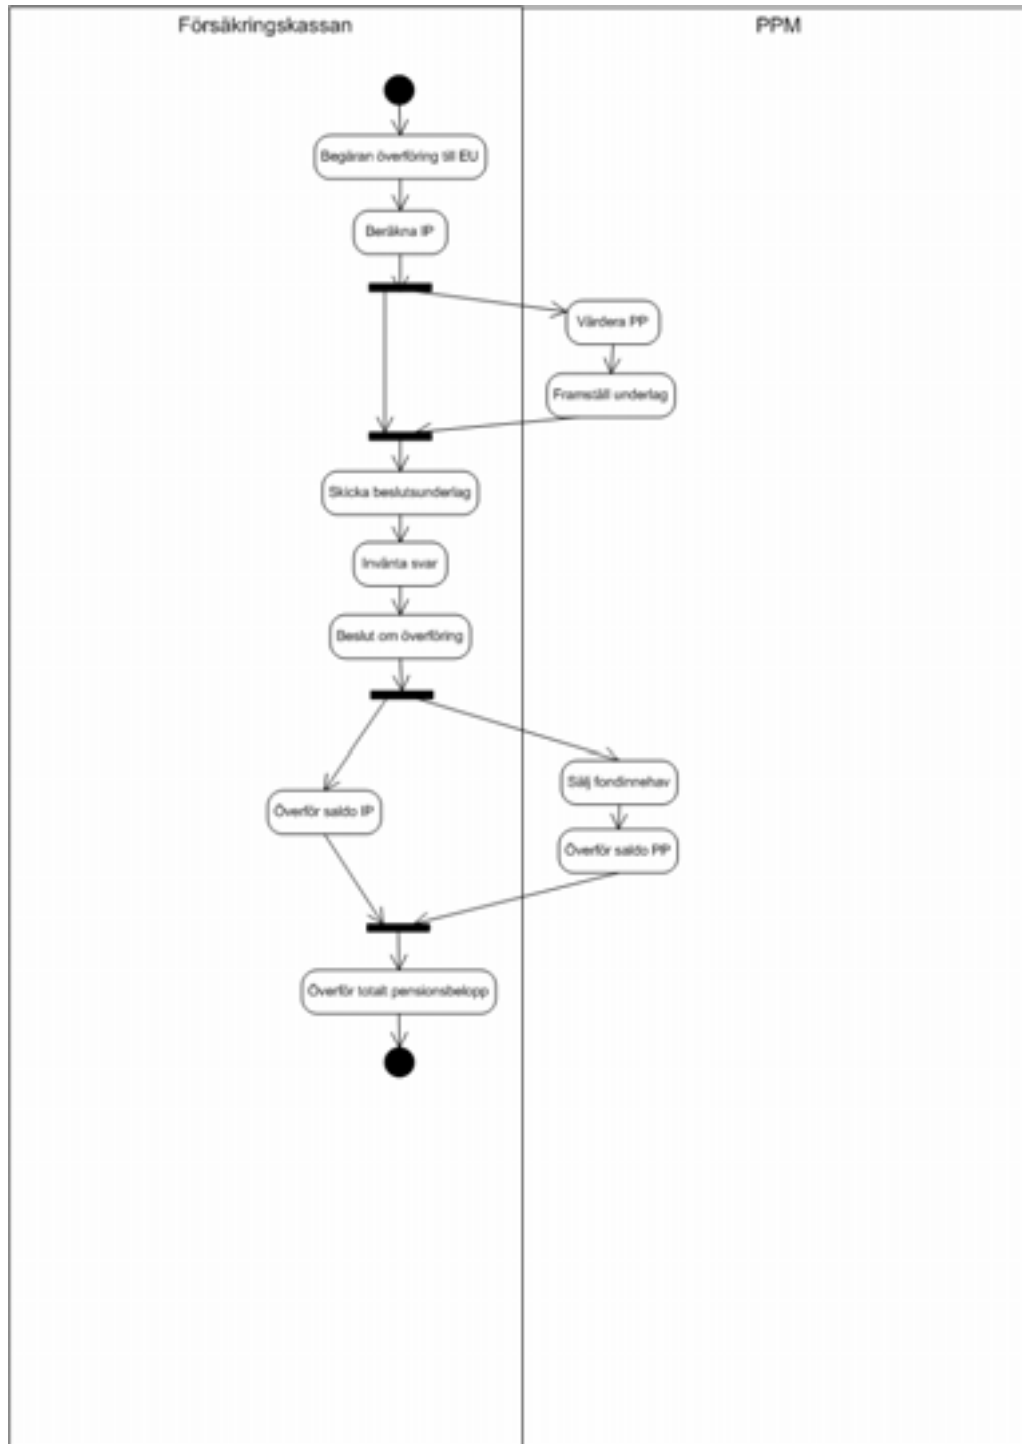 Försäkringskassan
PPM
Begäran överföring till EU
Beräkna IP
Värdera PP
Framställ underlag
Skicka beslutsunderlag
Invänta svar
Beslut om överföring
Sälj fondinnehav
Överför saldo IP
Överför saldo PP
Överför totalt pensionsbelopp